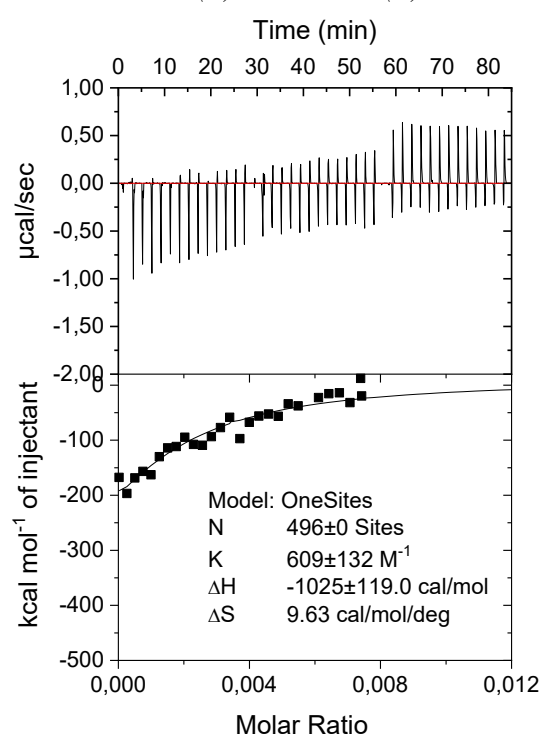 Time (min)
0 10 20 30 40 50 60 70 80
1,00
0,50
0,00
-0,50
-1,00
-1,50
-2,00
µcal/sec
0
-100
-200
-300
-400
-500
kcal mol⁻¹ of injectant
Model: OneSites
N 496±0 Sites
K 609±132 M⁻¹
ΔH -1025±119.0 cal/mol
ΔS 9.63 cal/mol/deg
0,000 0,004 0,008 0,012
Molar Ratio